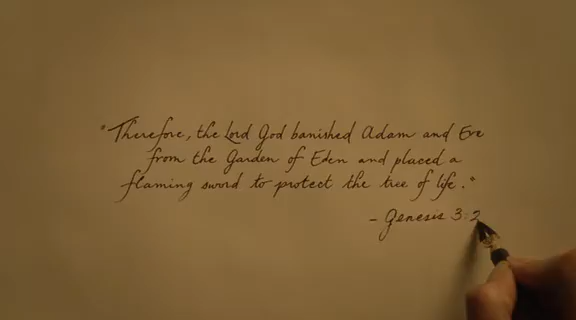 "Therefore, the Lord God banished Adam and Eve
from the Garden of Eden and placed a
flaming sword to protect the tree of life."
- Genesis 3:2